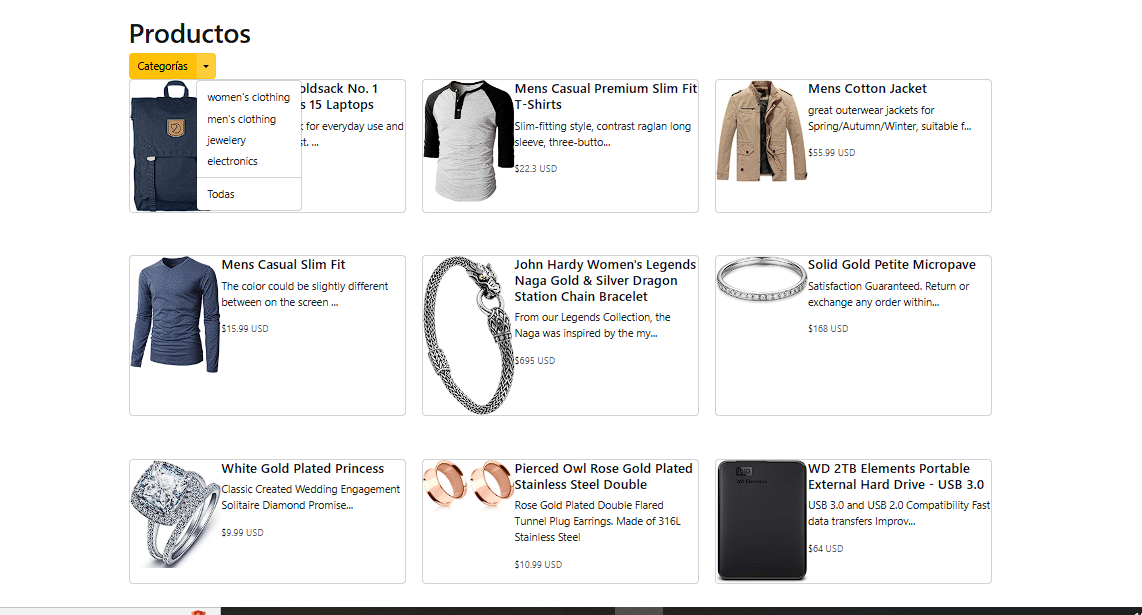 Productos
Categorías
women's clothing
men's clothing
jewelery
electronics
Todas
oldsack No. 1
s 15 Laptops
for everyday use and
st. ...
Mens Casual Premium Slim Fit
T-Shirts
Slim-fitting style, contrast raglan long
sleeve, three-butto...
$22.3 USD
Mens Cotton Jacket
great outerwear jackets for
Spring/Autumn/Winter, suitable f...
$55.99 USD
Mens Casual Slim Fit
The color could be slightly different
between on the screen ...
$15.99 USD
John Hardy Women's Legends
Naga Gold & Silver Dragon
Station Chain Bracelet
From our Legends Collection, the
Naga was inspired by the my...
$695 USD
Solid Gold Petite Micropave
Satisfaction Guaranteed. Return or
exchange any order within...
$168 USD
White Gold Plated Princess
Classic Created Wedding Engagement
Solitaire Diamond Promise...
$9.99 USD
Pierced Owl Rose Gold Plated
Stainless Steel Double
Rose Gold Plated Double Flared
Tunnel Plug Earrings. Made of 316L
Stainless Steel
$10.99 USD
WD Elements
WD 2TB Elements Portable
External Hard Drive - USB 3.0
USB 3.0 and USB 2.0 Compatibility Fast
data transfers Improv...
$64 USD